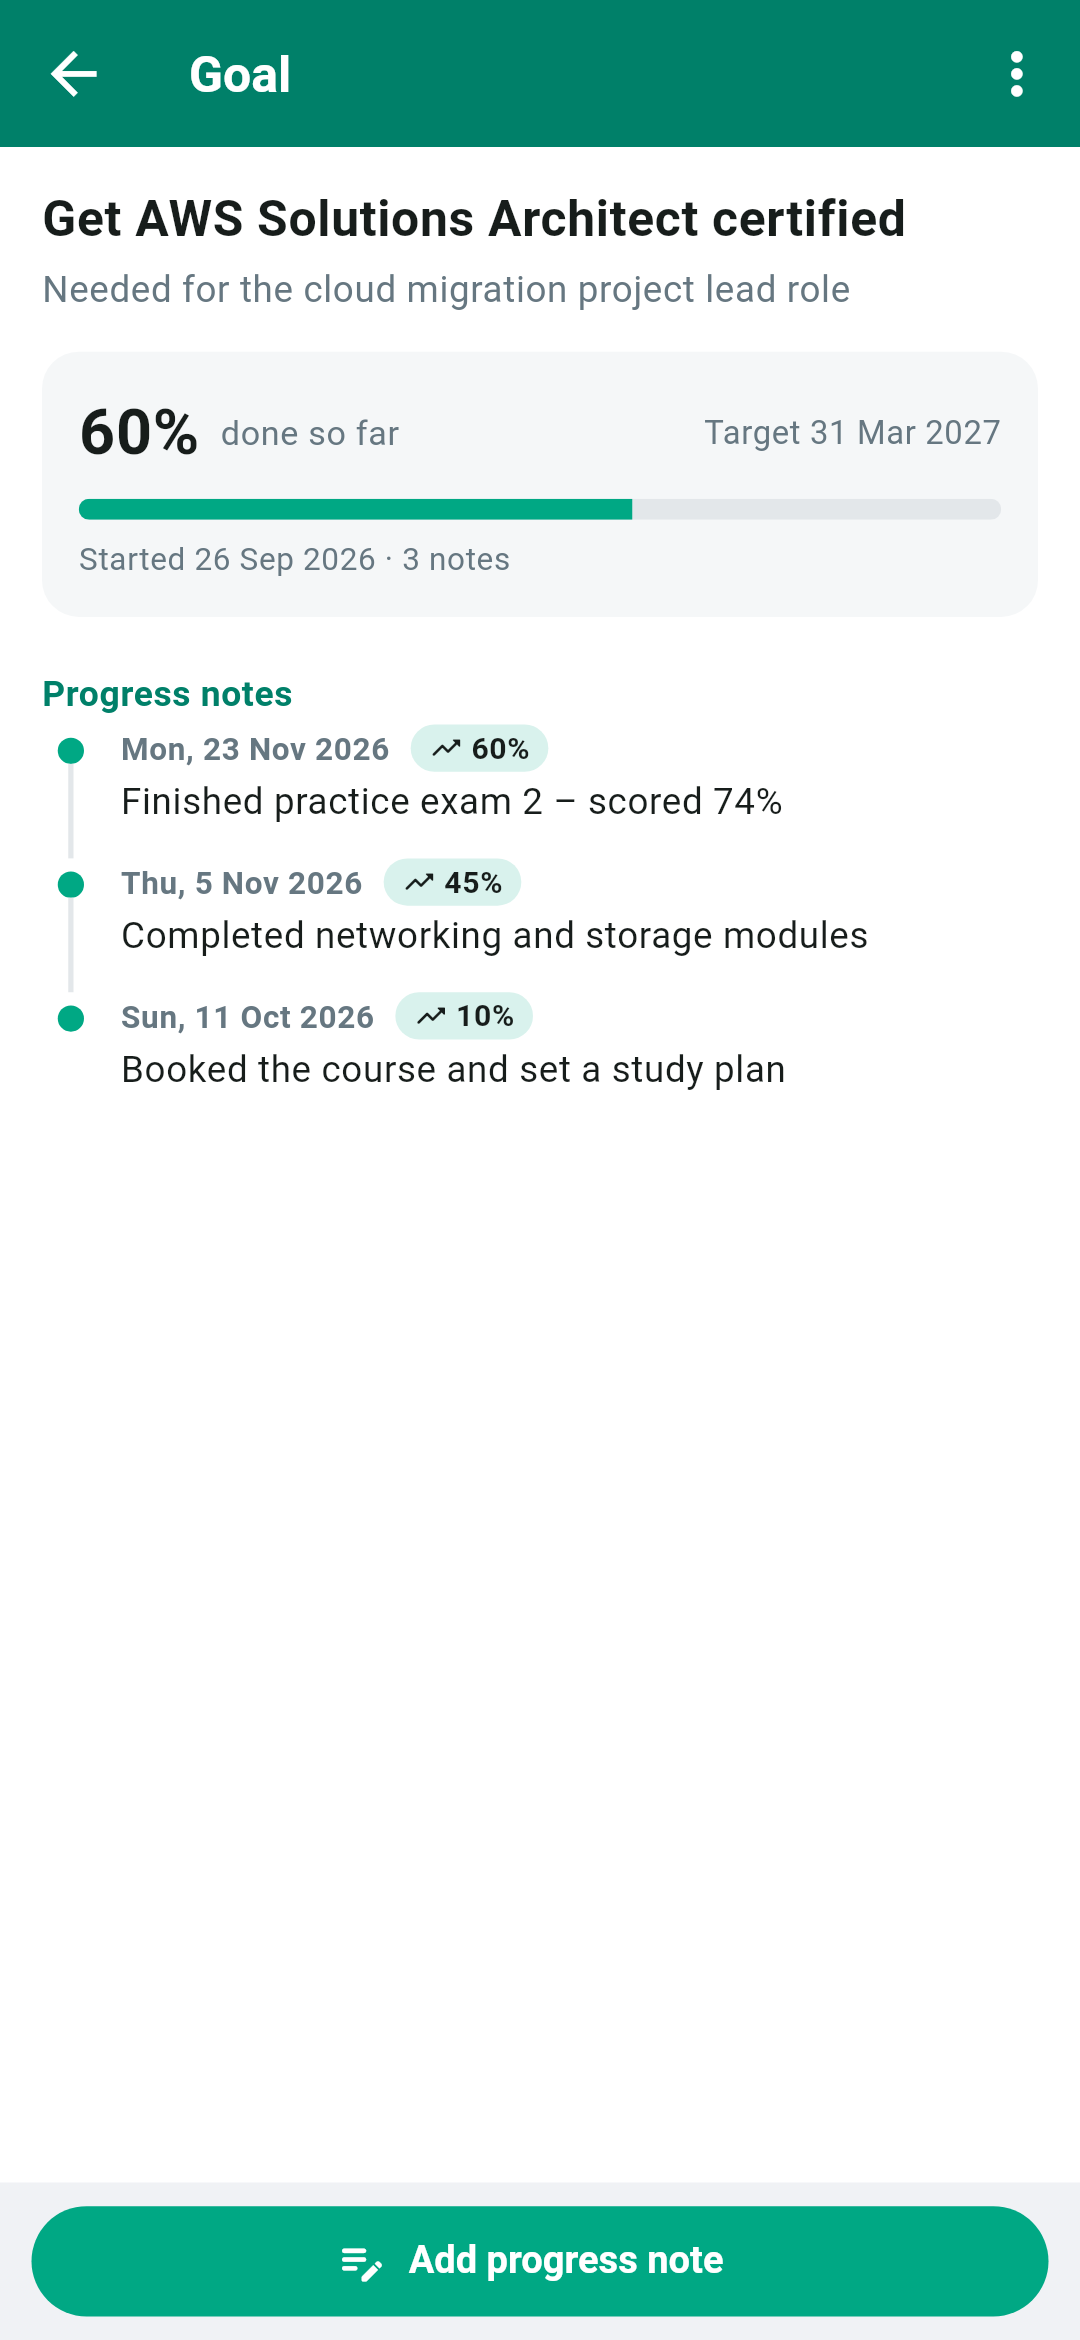 Goal
Get AWS Solutions Architect certified
Needed for the cloud migration project lead role
60% done so far Target 31 Mar 2027
Started 26 Sep 2026 · 3 notes
Progress notes
Mon, 23 Nov 2026 60%
Finished practice exam 2 – scored 74%
Thu, 5 Nov 2026 45%
Completed networking and storage modules
Sun, 11 Oct 2026 10%
Booked the course and set a study plan
Add progress note